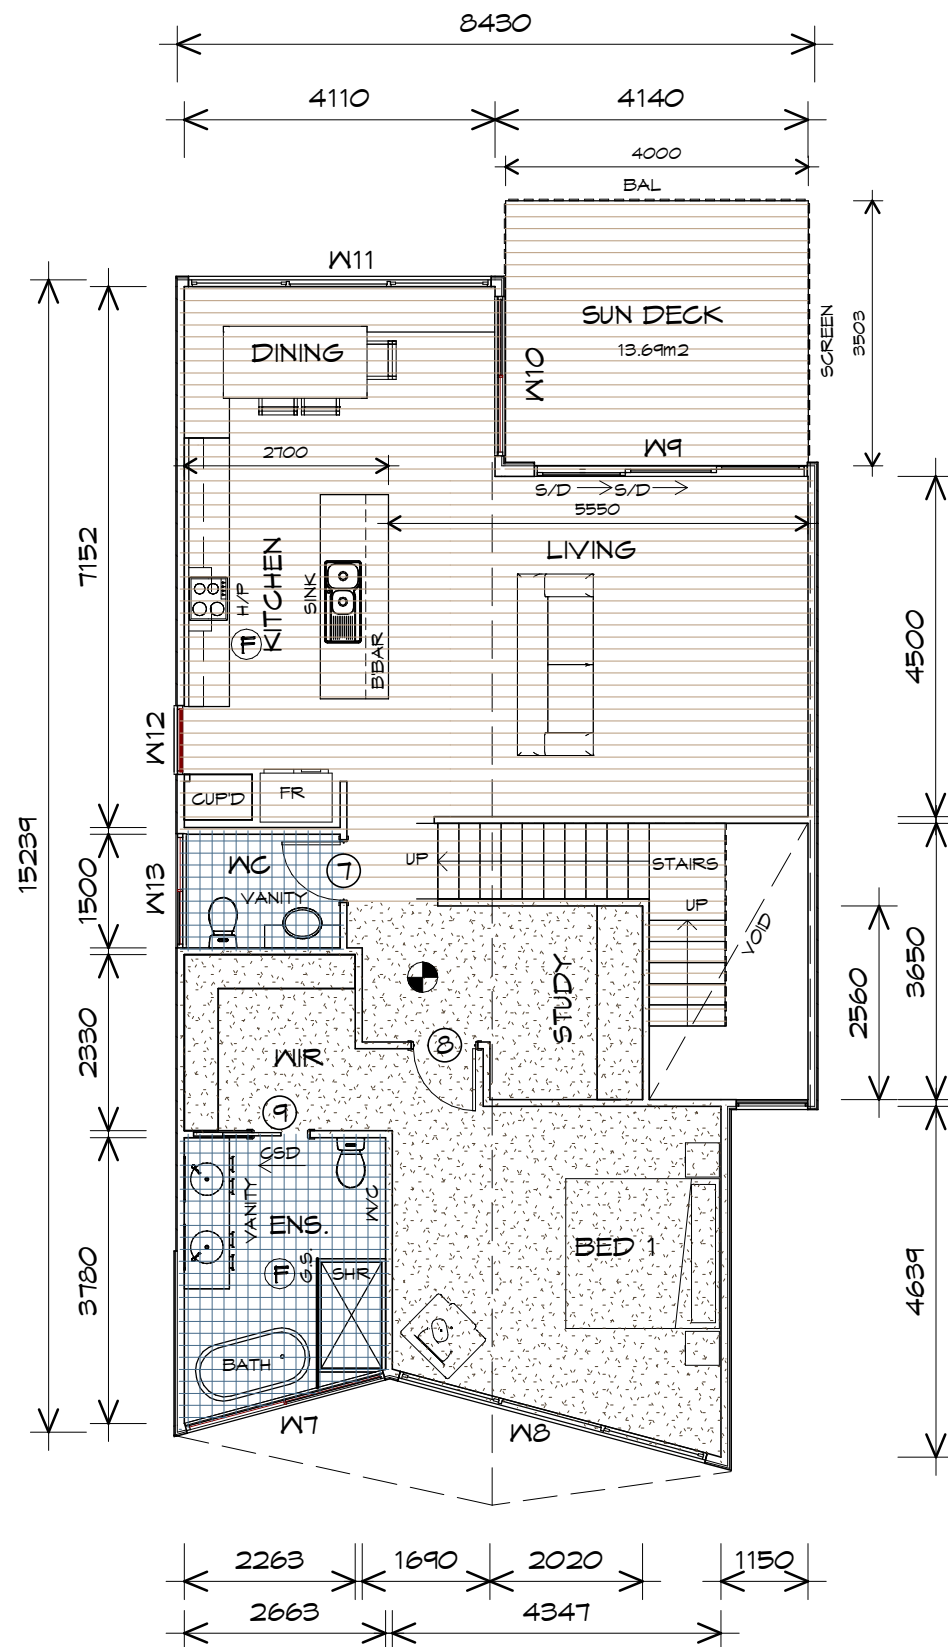 8430
4110
4140
4000
BAL
W11
SUN DECK
13.69m2
SCREEN
3503
DINING
W10
W9
2700
S/D
S/D
5550
LIVING
7152
KITCHEN
H/P
F
SINK
B'BAR
4500
W12
CUP'D
FR
15239
1500
W13
WC
VANITY
7
UP
STAIRS
UP
VOID
STUDY
2560
3650
2330
WIR
8
9
CSD
VANITY
W/C
ENS.
F
G.S
SHR
BATH
BED 1
3780
4639
W7
W8
2263
1690
2020
1150
2663
4347